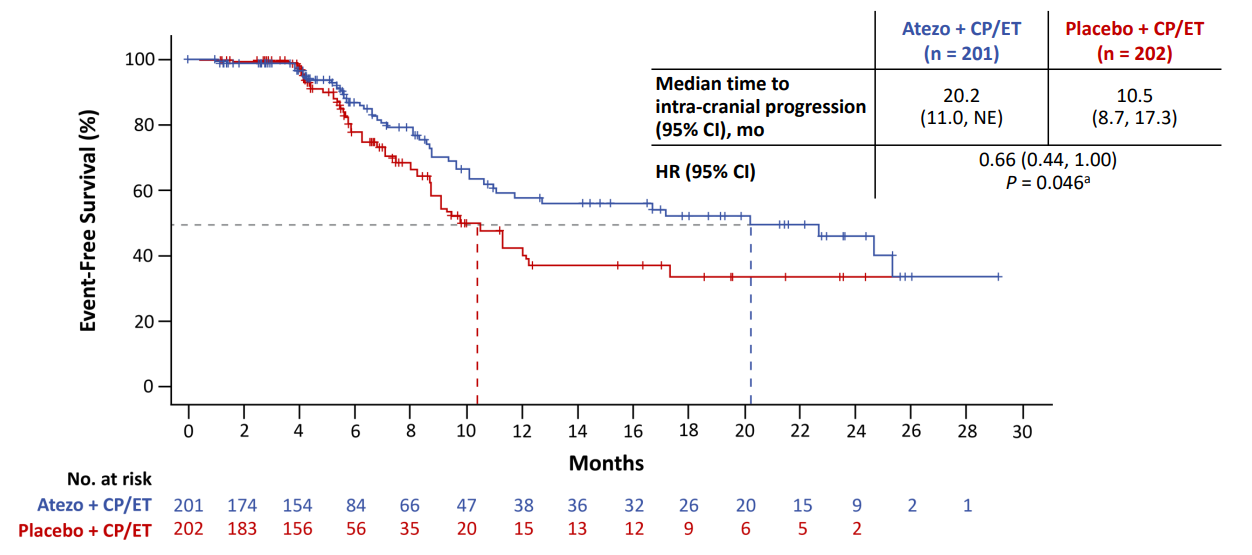 Atezo + CP/ET Placebo + CP/ET
(n = 201) (n = 202)
Median time to
intra-cranial progression
(95% CI), mo
20.2 10.5
(11.0, NE) (8.7, 17.3)
HR (95% CI)
0.66 (0.44, 1.00)
P = 0.046ᵃ
Event-Free Survival (%)
100
80
60
40
20
0
0 2 4 6 8 10 12 14 16 18 20 22 24 26 28 30
Months
No. at risk
Atezo + CP/ET 201 174 154 84 66 47 38 36 32 26 20 15 9 2 1
Placebo + CP/ET 202 183 156 56 35 20 15 13 12 9 6 5 2